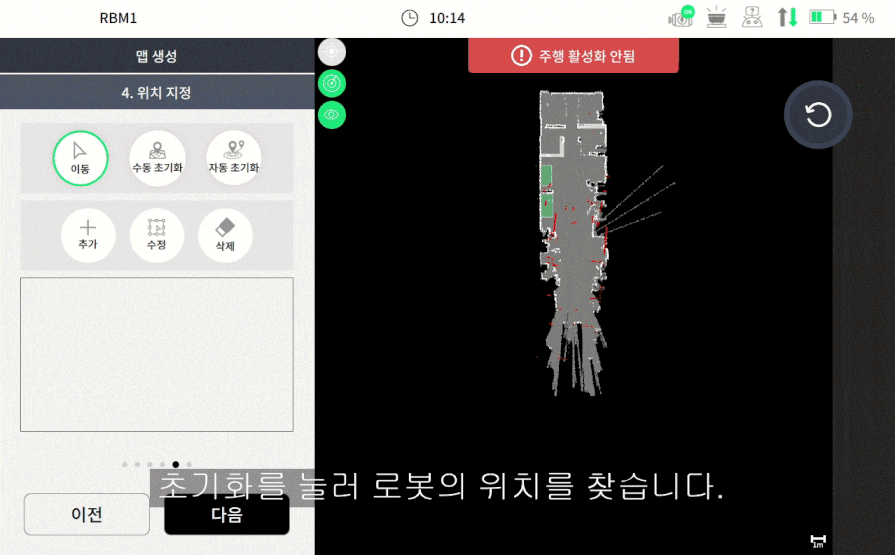 RBM1
10:14
54 %
맵 생성
4. 위치 지정
주행 활성화 안됨
이동
수동 초기화
자동 초기화
추가
수정
삭제
초기화를 눌러 로봇의 위치를 찾습니다.
이전
다음
1m